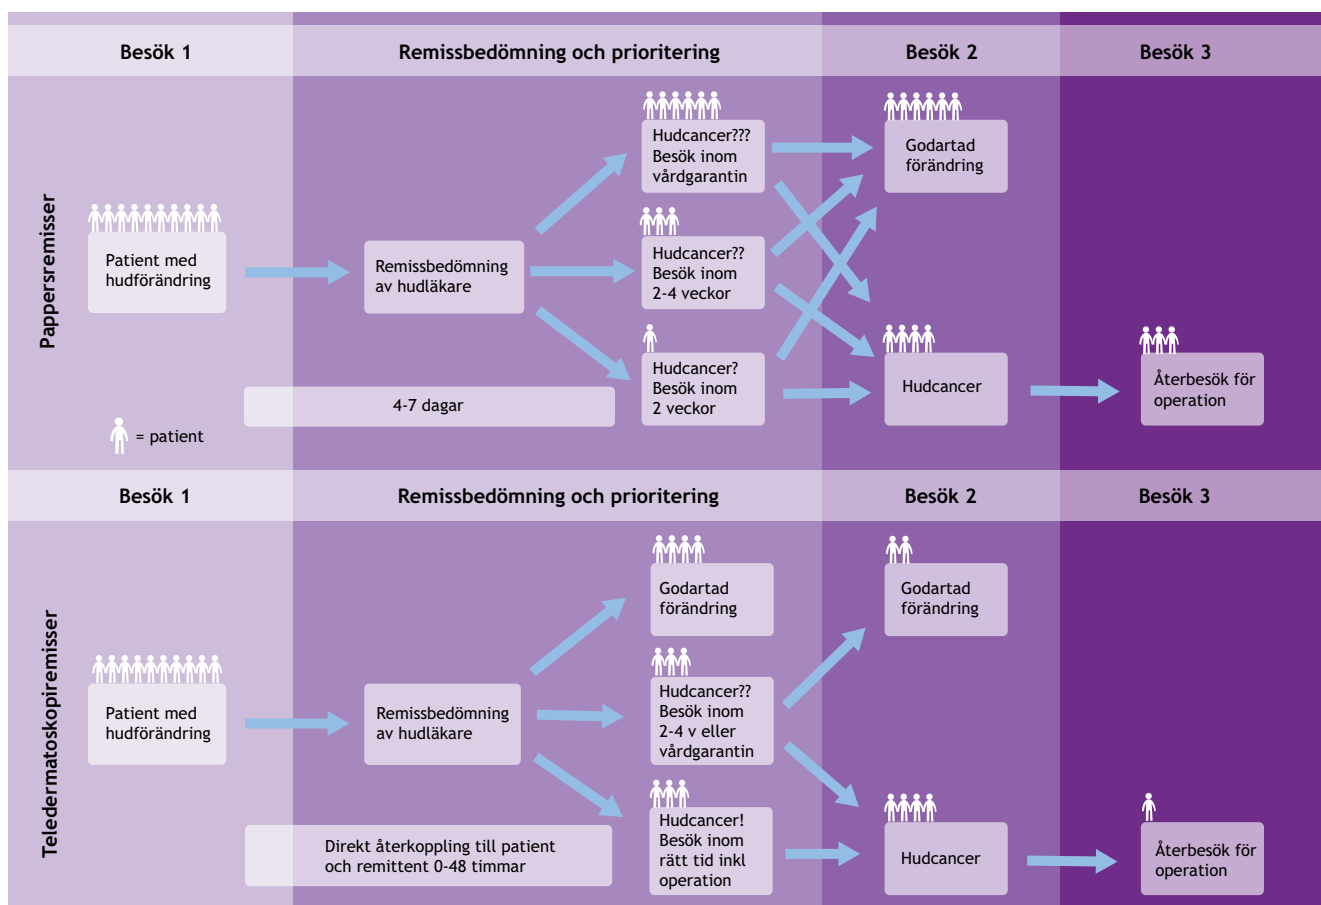 Besök 1
Remissbedömning och prioritering
Besök 2
Besök 3
Pappersremisser
Patient med
hudförändring
Remissbedömning
av hudläkare
Hudcancer???
Besök inom
vårdgarantin
Hudcancer??
Besök inom
2-4 veckor
Hudcancer?
Besök inom
2 veckor
Godartad
förändring
Hudcancer
Återbesök för
operation
4-7 dagar
= patient
Besök 1
Remissbedömning och prioritering
Besök 2
Besök 3
Teledermatoskopiremisser
Patient med
hudförändring
Remissbedömning
av hudläkare
Godartad
förändring
Hudcancer??
Besök inom
2-4 v eller
vårdgarantin
Hudcancer!
Besök inom
rätt tid inkl
operation
Godartad
förändring
Hudcancer
Återbesök för
operation
Direkt återkoppling till patient
och remittent 0-48 timmar